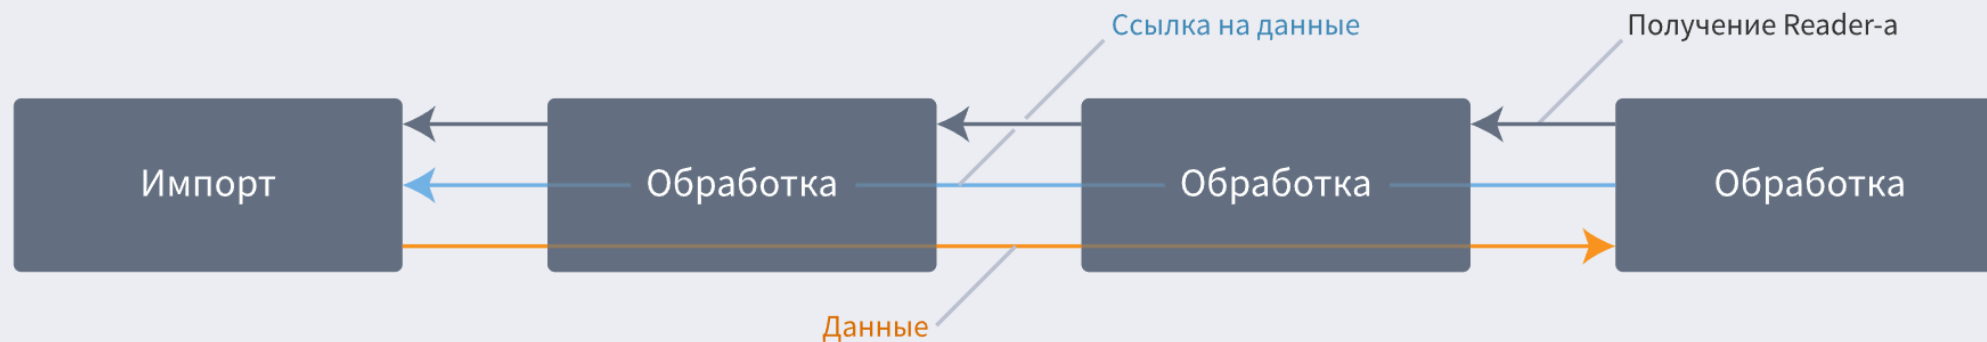 Ссылка на данные
Получение Reader-а
Импорт
Обработка
Обработка
Обработка
Данные